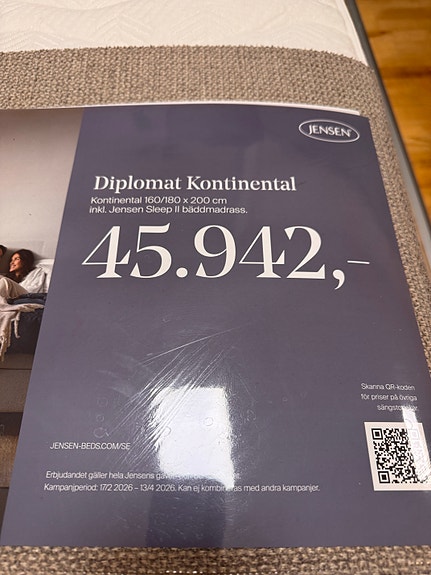 JENSEN
Diplomat Kontinental
Kontinental 160/180 x 200 cm
inkl. Jensen Sleep II bäddmadrass.
45.942,-
Skanna QR-koden
för priser på övriga
JENSEN-BEDS.COM/SE
Erbjudandet gäller hela Jensens
Kampanjperiod: 17/2 2026 – 13/4 2026. Kan ej kombineras med andra kampanjer.